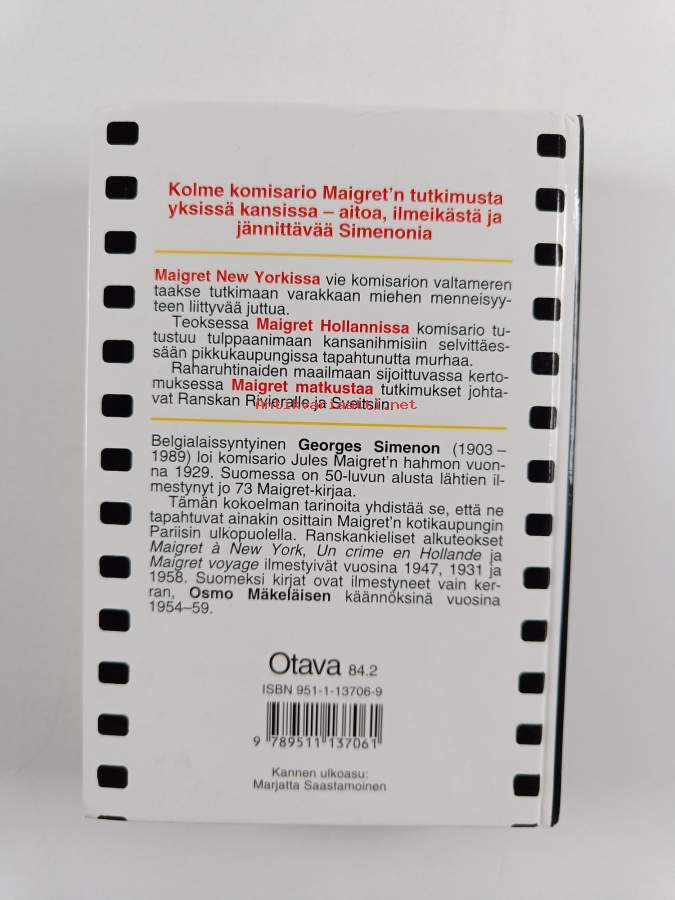 Kolme komisario Maigret'n tutkimusta
yksissä kansissa – aitoa, ilmeikästä ja
jännittävää Simenonia
Maigret New Yorkissa vie komisarion valtameren
taakse tutkimaan varakkaan miehen menneisyy-
teen liittyvää juttua.
Teoksessa Maigret Hollannissa komisario tu-
tustuu tulppaanimaan kansanihmisiin selvittäes-
sään pikkukaupungissa tapahtunutta murhaa.
Raharuhtinaiden maailmaan sijoittuvassa kerto-
muksessa Maigret matkustaa tutkimukset johta-
vat Ranskan Rivieralle ja Sveitsiin.
Antikvariaatti.net
Belgialaissyntyinen Georges Simenon (1903 –
1989) loi komisario Jules Maigret'n hahmon vuon-
na 1929. Suomessa on 50-luvun alusta lähtien il-
mestynyt jo 73 Maigret-kirjaa.
Tämän kokoelman tarinoita yhdistää se, että ne
tapahtuvat ainakin osittain Maigret'n kotikaupungin
Pariisin ulkopuolella. Ranskankieliset alkuteokset
Maigret à New York, Un crime en Hollande ja
Maigret voyage ilmestyivät vuosina 1947, 1931 ja
1958. Suomeksi kirjat ovat ilmestyneet vain ker-
ran, Osmo Mäkeläisen käännöksinä vuosina
1954–59.
Otava 84.2
ISBN 951-1-13706-9
9 789511 137061
Kannen ulkoasu:
Marjatta Saastamoinen